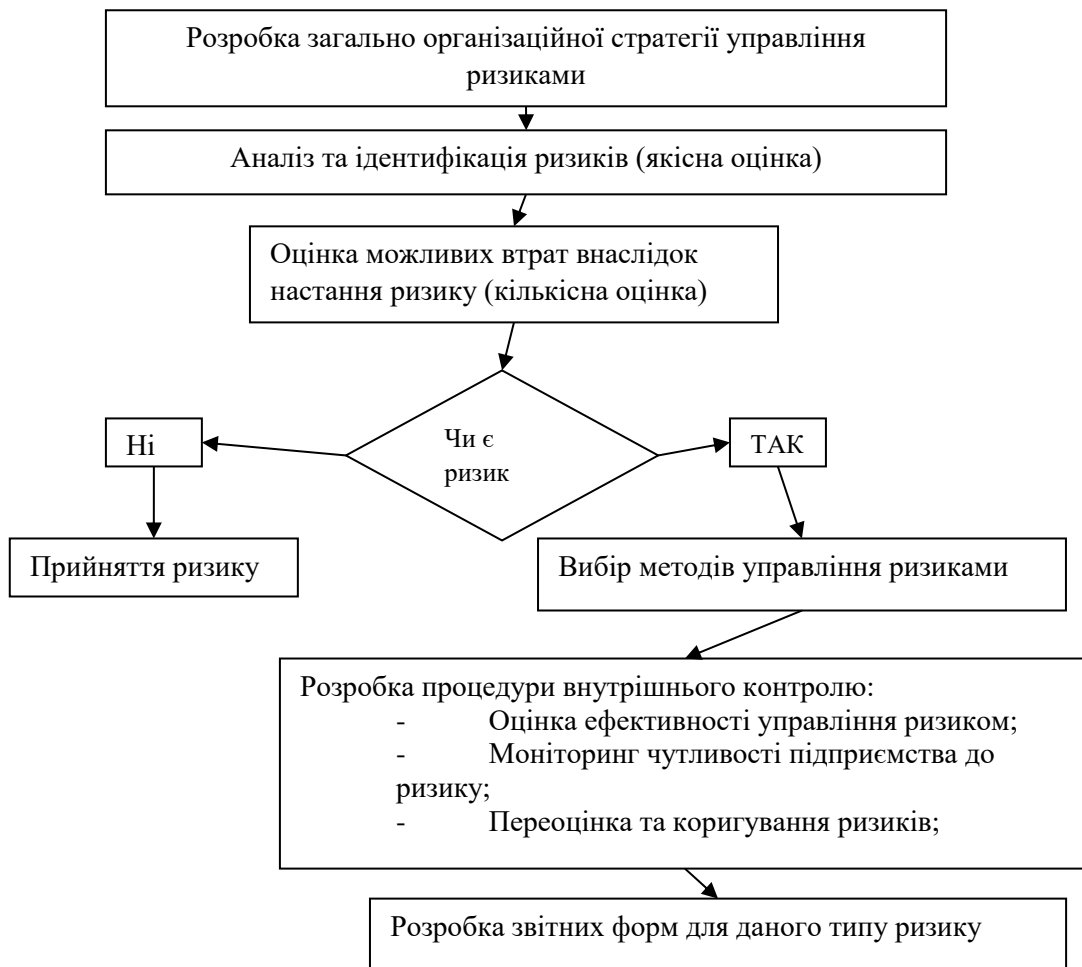 Розробка загально організаційної стратегії управління
ризиками
Аналіз та ідентифікація ризиків (якісна оцінка)
Оцінка можливих втрат внаслідок
настання ризику (кількісна оцінка)
Чи є
ризик
Ні
ТАК
Прийняття ризику
Вибір методів управління ризиками
Розробка процедури внутрішнього контролю:
- Оцінка ефективності управління ризиком;
- Моніторинг чутливості підприємства до
ризику;
- Переоцінка та коригування ризиків;
Розробка звітних форм для даного типу ризику